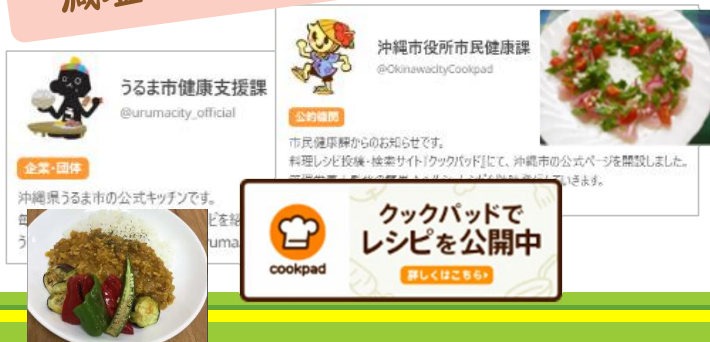 減塩
沖縄市役所市民健康課
@OkinawacityCookpad
公的機関
市民健康課からのお知らせです。
料理レシピ投稿・検索サイト『クックパッド』にて、沖縄市の公式ページを開設しました。
うるま市健康支援課
@urumacity_official
企業・団体
沖縄県うるま市の公式キッチンです。
クックパッドで
レシピを公開中
詳しくはこちら
cookpad